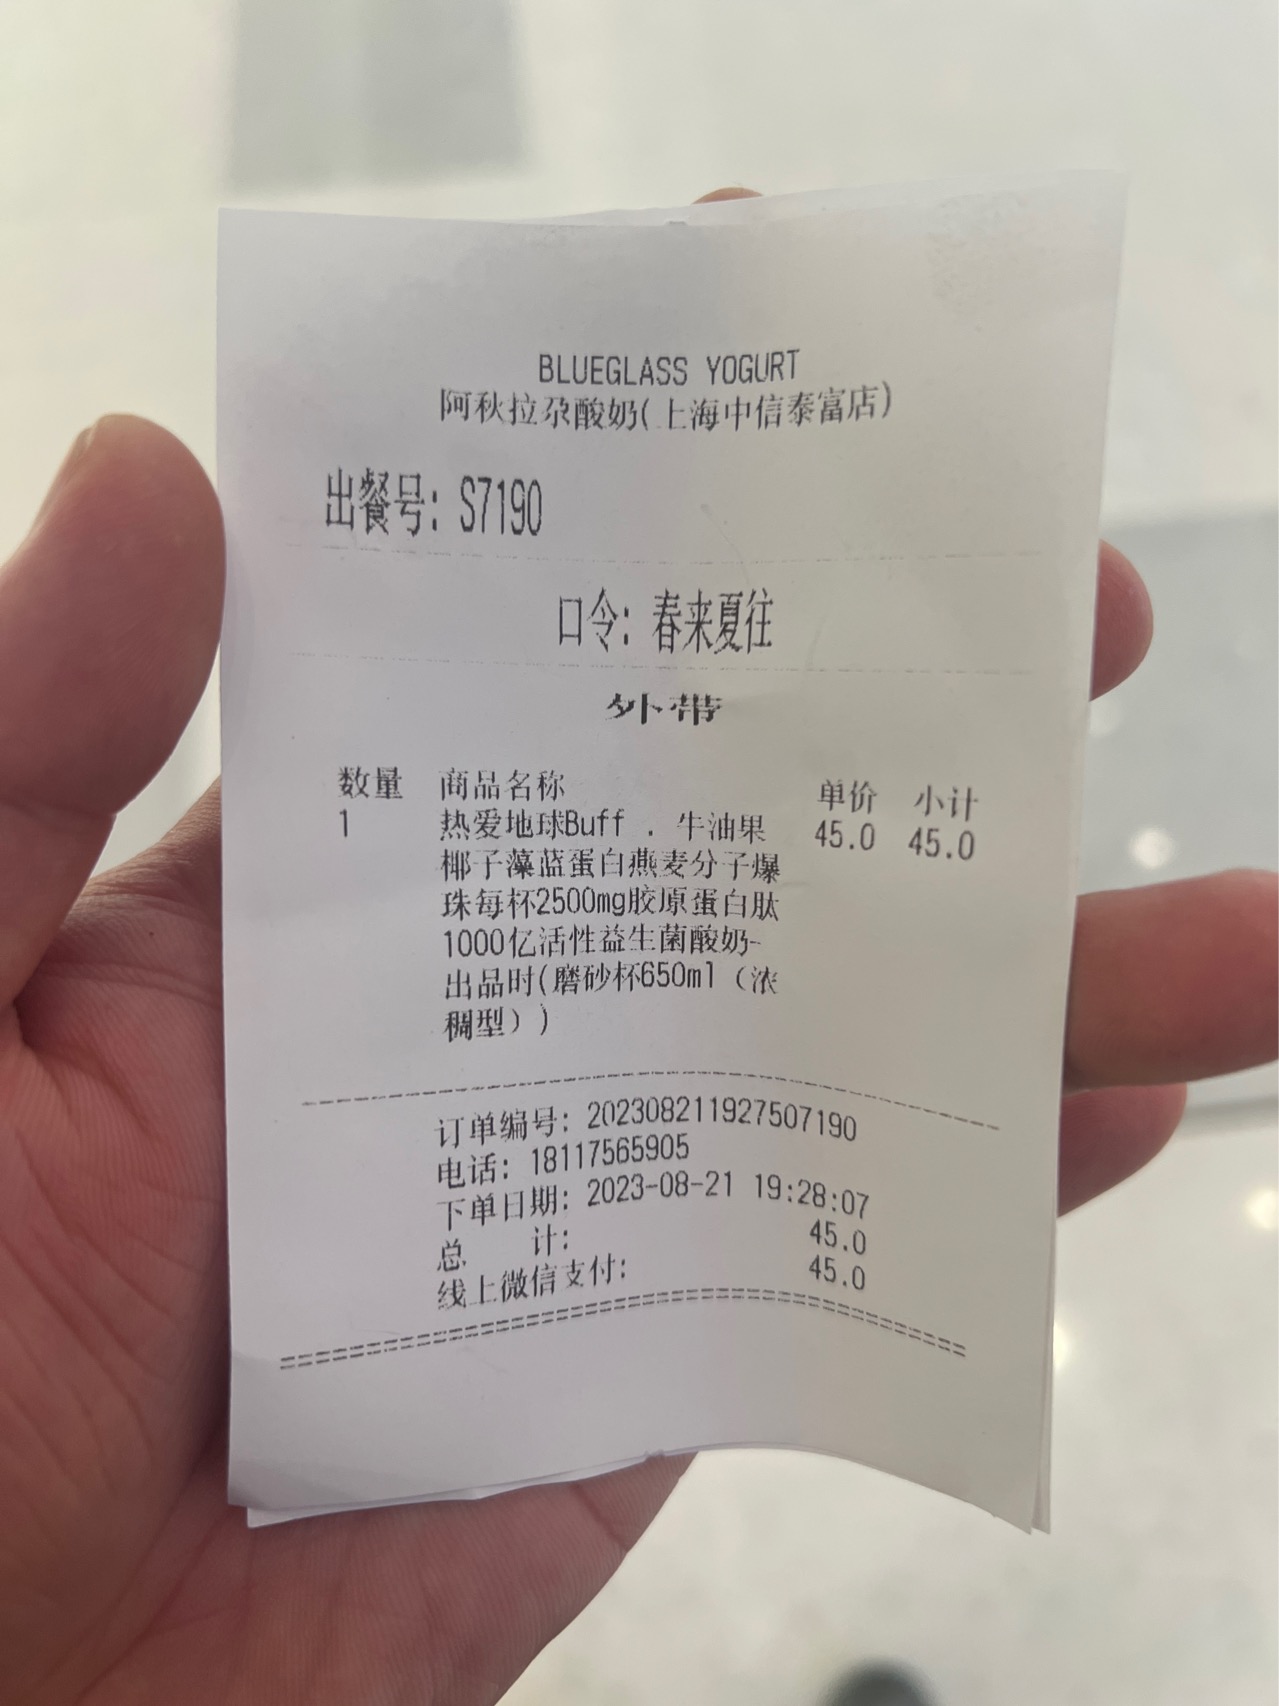 BLUEGLASS YOGURT
阿秋拉尕酸奶(上海中信泰富店)
出餐号: S7190
口令: 春来夏往
外带
数量 商品名称 单价 小计
1 热爱地球Buff . 牛油果 45.0 45.0
椰子藻蓝蛋白燕麦分子爆
珠每杯2500mg胶原蛋白肽
1000亿活性益生菌酸奶-
出品时(磨砂杯650ml（浓
稠型）)
订单编号: 202308211927507190
电话: 18117565905
下单日期: 2023-08-21 19:28:07
总 计: 45.0
线上微信支付: 45.0